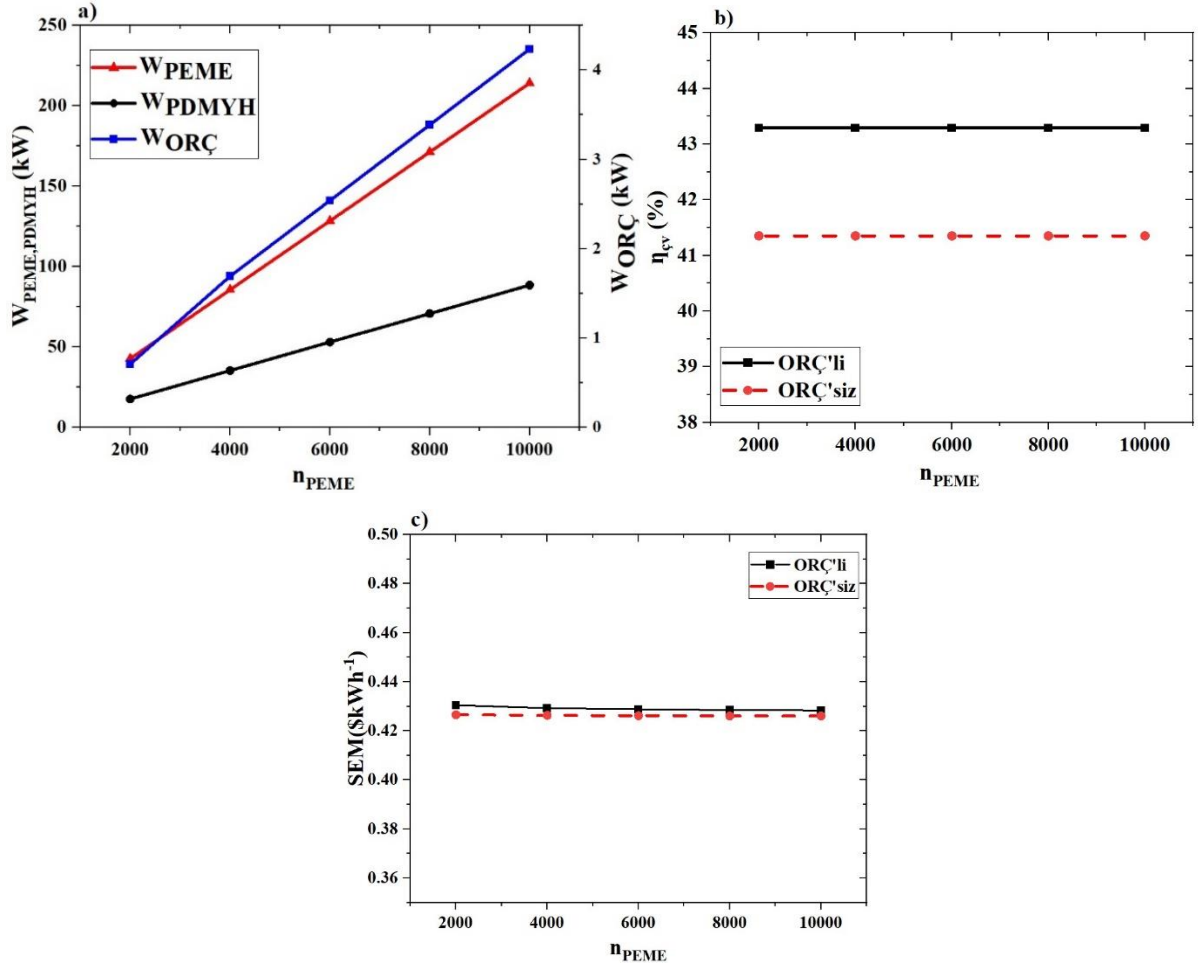 a)
250
200
150
100
50
0
W_PEME,PDMYH (kW)
4
3
2
1
0
W_ORÇ (kW)
W_PEME
W_PDMYH
W_ORÇ
2000 4000 6000 8000 10000
n_PEME
b)
45
44
43
42
41
40
39
38
η_çv (%)
ORÇ'li
ORÇ'siz
2000 4000 6000 8000 10000
n_PEME
c)
0.50
0.48
0.46
0.44
0.42
0.40
0.38
0.36
SEM($kWh⁻¹)
ORÇ'li
ORÇ'siz
2000 4000 6000 8000 10000
n_PEME